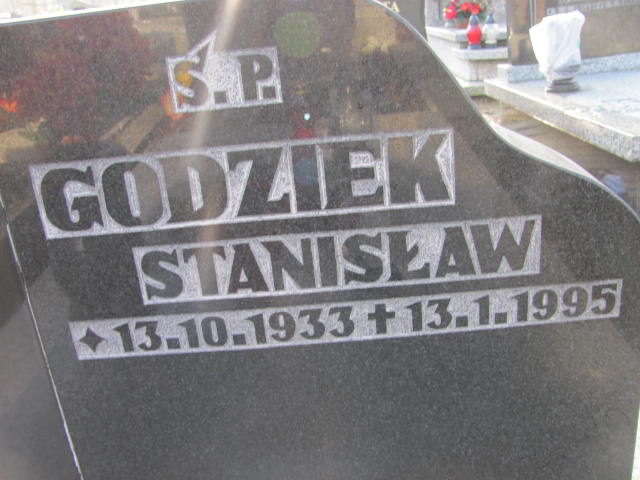 Ś.P.
GODZIEK
STANISŁAW
✦ 13.10.1933 ✝ 13.1.1995